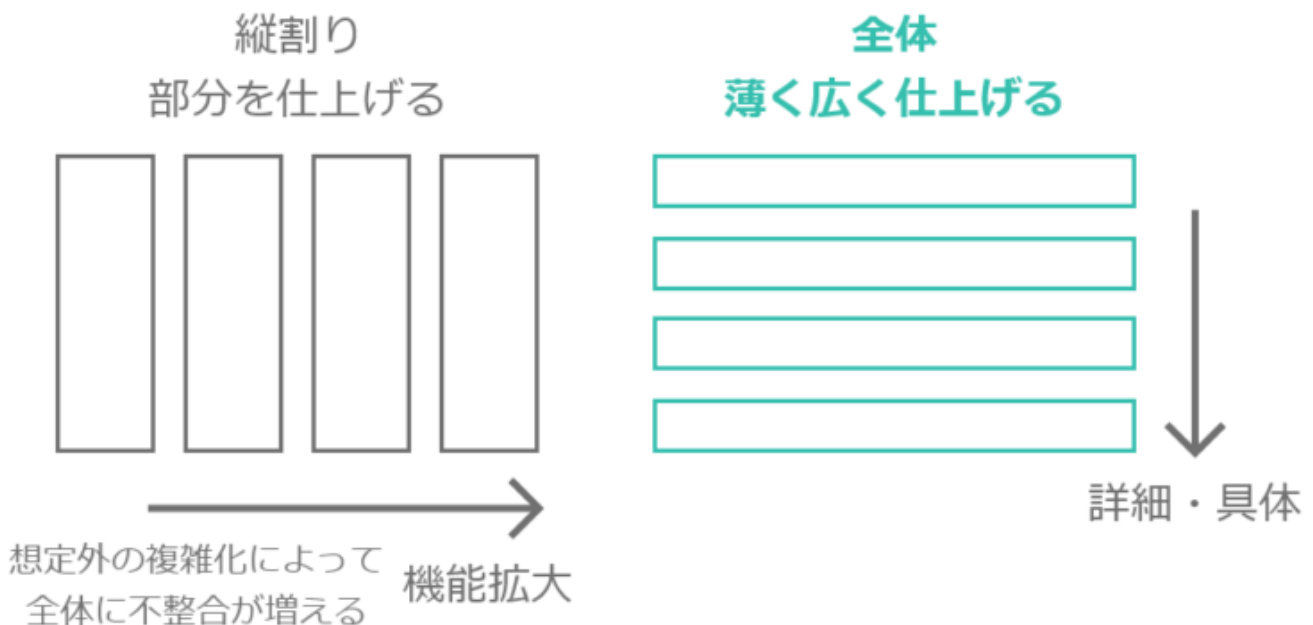 縦割り
部分を仕上げる
全体
薄く広く仕上げる
詳細・具体
想定外の複雑化によって
全体に不整合が増える
機能拡大